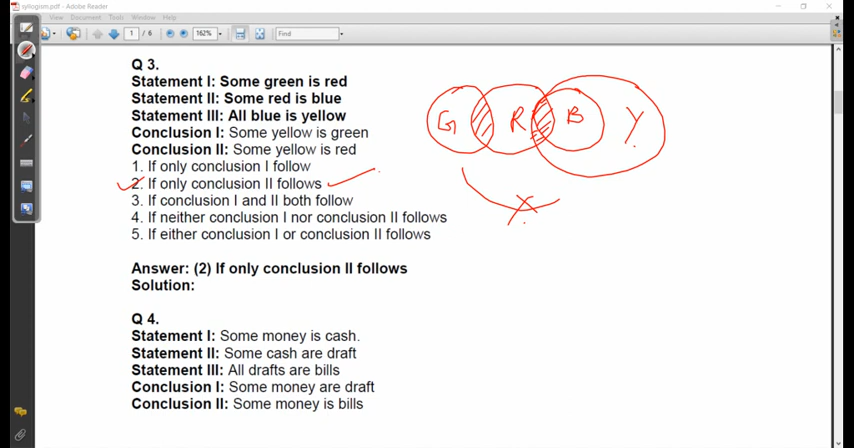 syllogism.pdf - Adobe Reader
View Document Tools Window Help
1 / 6 162% Find
Q 3.
Statement I: Some green is red
Statement II: Some red is blue
Statement III: All blue is yellow
Conclusion I: Some yellow is green
Conclusion II: Some yellow is red
1. If only conclusion I follow
2. If only conclusion II follows
3. If conclusion I and II both follow
4. If neither conclusion I nor conclusion II follows
5. If either conclusion I or conclusion II follows
G R B Y
Answer: (2) If only conclusion II follows
Solution:
Q 4.
Statement I: Some money is cash.
Statement II: Some cash are draft
Statement III: All drafts are bills
Conclusion I: Some money are draft
Conclusion II: Some money is bills